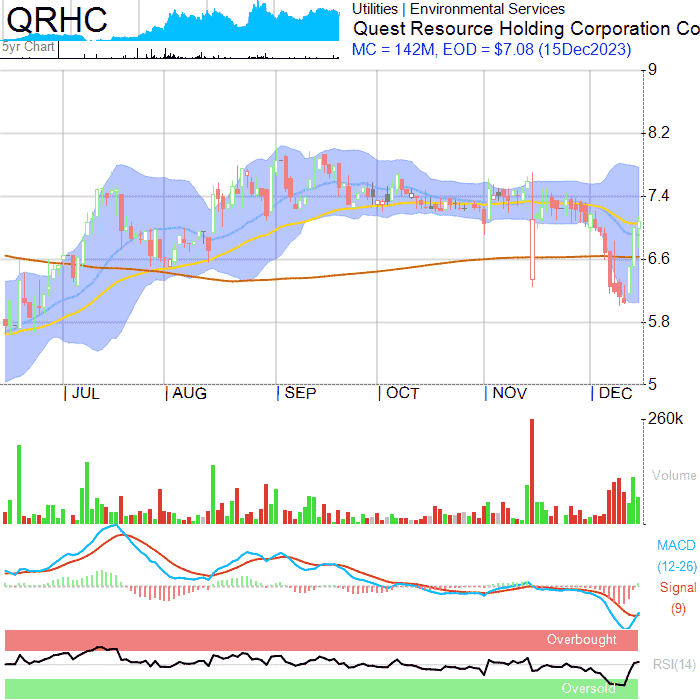 QRHC
5yr Chart
Utilities | Environmental Services
Quest Resource Holding Corporation Co
MC = 142M, EOD = $7.08 (15Dec2023)
9
8.2
7.4
6.6
5.8
5
| JUL | AUG | SEP | OCT | NOV | DEC
260k
Volume
MACD
(12-26)
Signal
(9)
Overbought
RSI(14)
Oversold